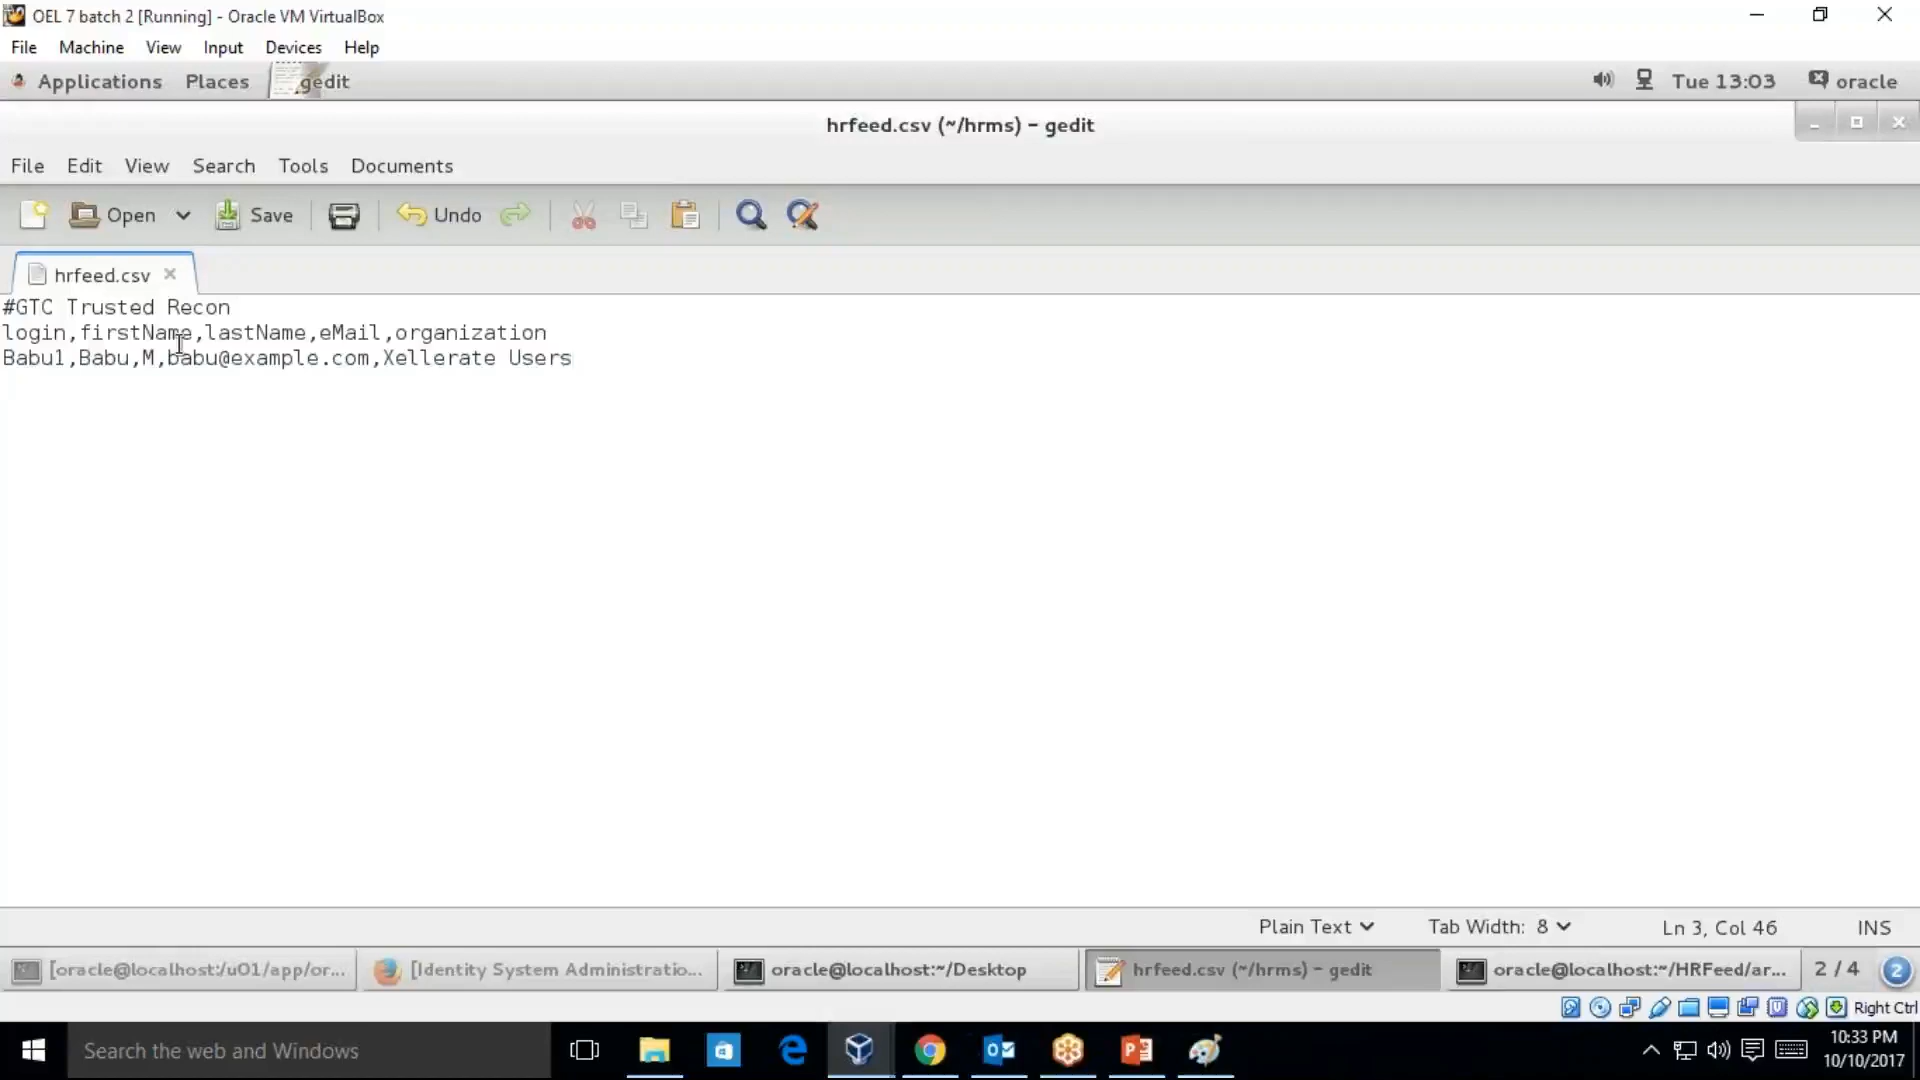 OEL 7 batch 2 [Running] - Oracle VM VirtualBox
File Machine View Input Devices Help
Applications Places gedit Tue 13:03 oracle
hrfeed.csv (~/hrms) - gedit
File Edit View Search Tools Documents
Open Save Undo
hrfeed.csv
#GTC Trusted Recon
login,firstName,lastName,eMail,organization
Babu1,Babu,M,babu@example.com,Xellerate Users
Plain Text Tab Width: 8 Ln 3, Col 46 INS
[oracle@localhost:/u01/app/or... [Identity System Administratio... oracle@localhost:~/Desktop hrfeed.csv (~/hrms) - gedit oracle@localhost:~/HRFeed/ar... 2 / 4 2
Right Ctrl
Search the web and Windows
10:33 PM
10/10/2017